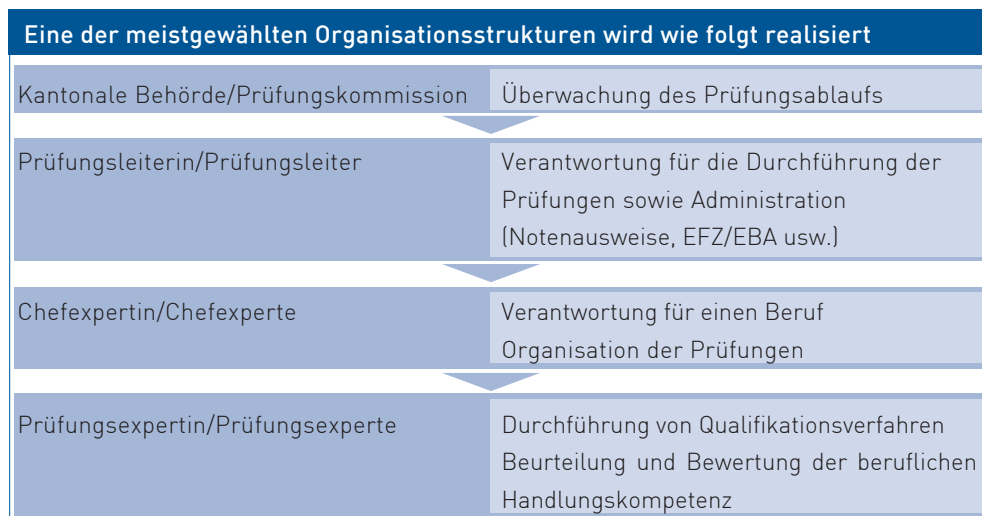 Eine der meistgewählten Organisationsstrukturen wird wie folgt realisiert
Kantonale Behörde/Prüfungskommission
Überwachung des Prüfungsablaufs
Prüfungsleiterin/Prüfungsleiter
Verantwortung für die Durchführung der
Prüfungen sowie Administration
(Notenausweise, EFZ/EBA usw.)
Chefexpertin/Chefexperte
Verantwortung für einen Beruf
Organisation der Prüfungen
Prüfungsexpertin/Prüfungsexperte
Durchführung von Qualifikationsverfahren
Beurteilung und Bewertung der beruflichen
Handlungskompetenz